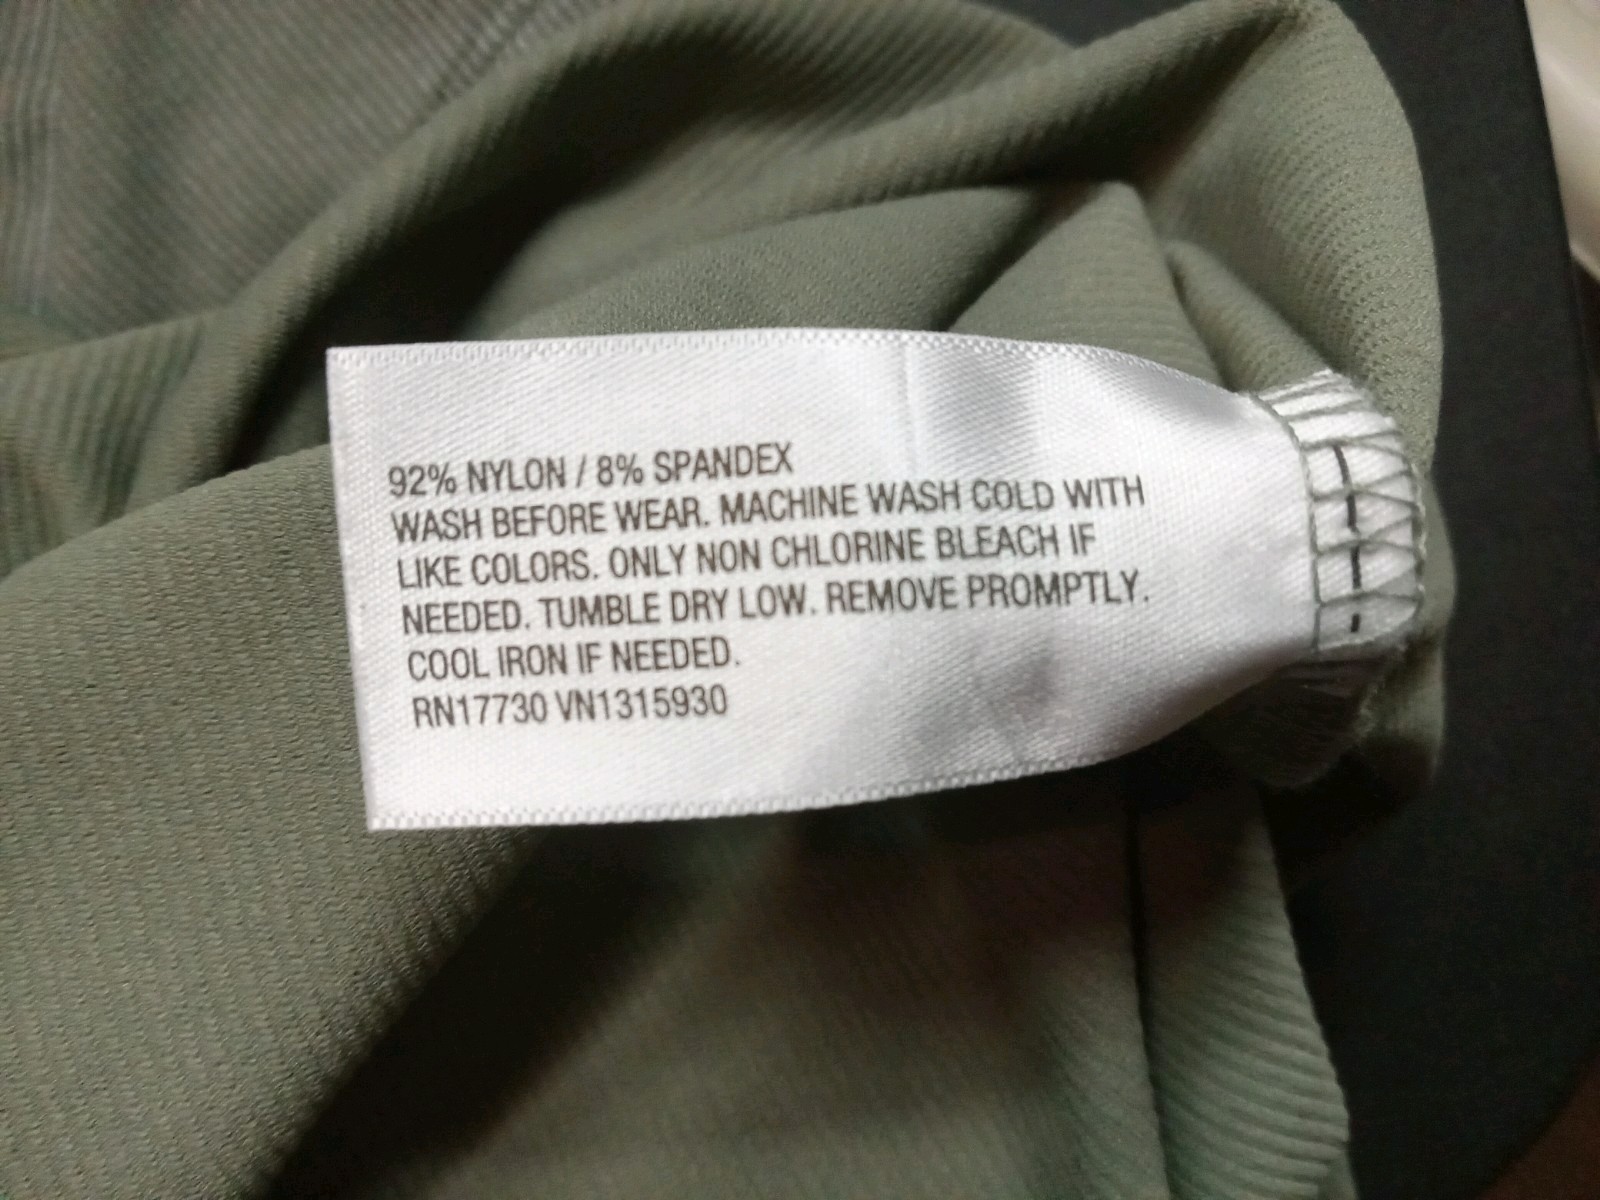 92% NYLON / 8% SPANDEX
WASH BEFORE WEAR. MACHINE WASH COLD WITH
LIKE COLORS. ONLY NON CHLORINE BLEACH IF
NEEDED. TUMBLE DRY LOW. REMOVE PROMPTLY.
COOL IRON IF NEEDED.
RN17730 VN1315930